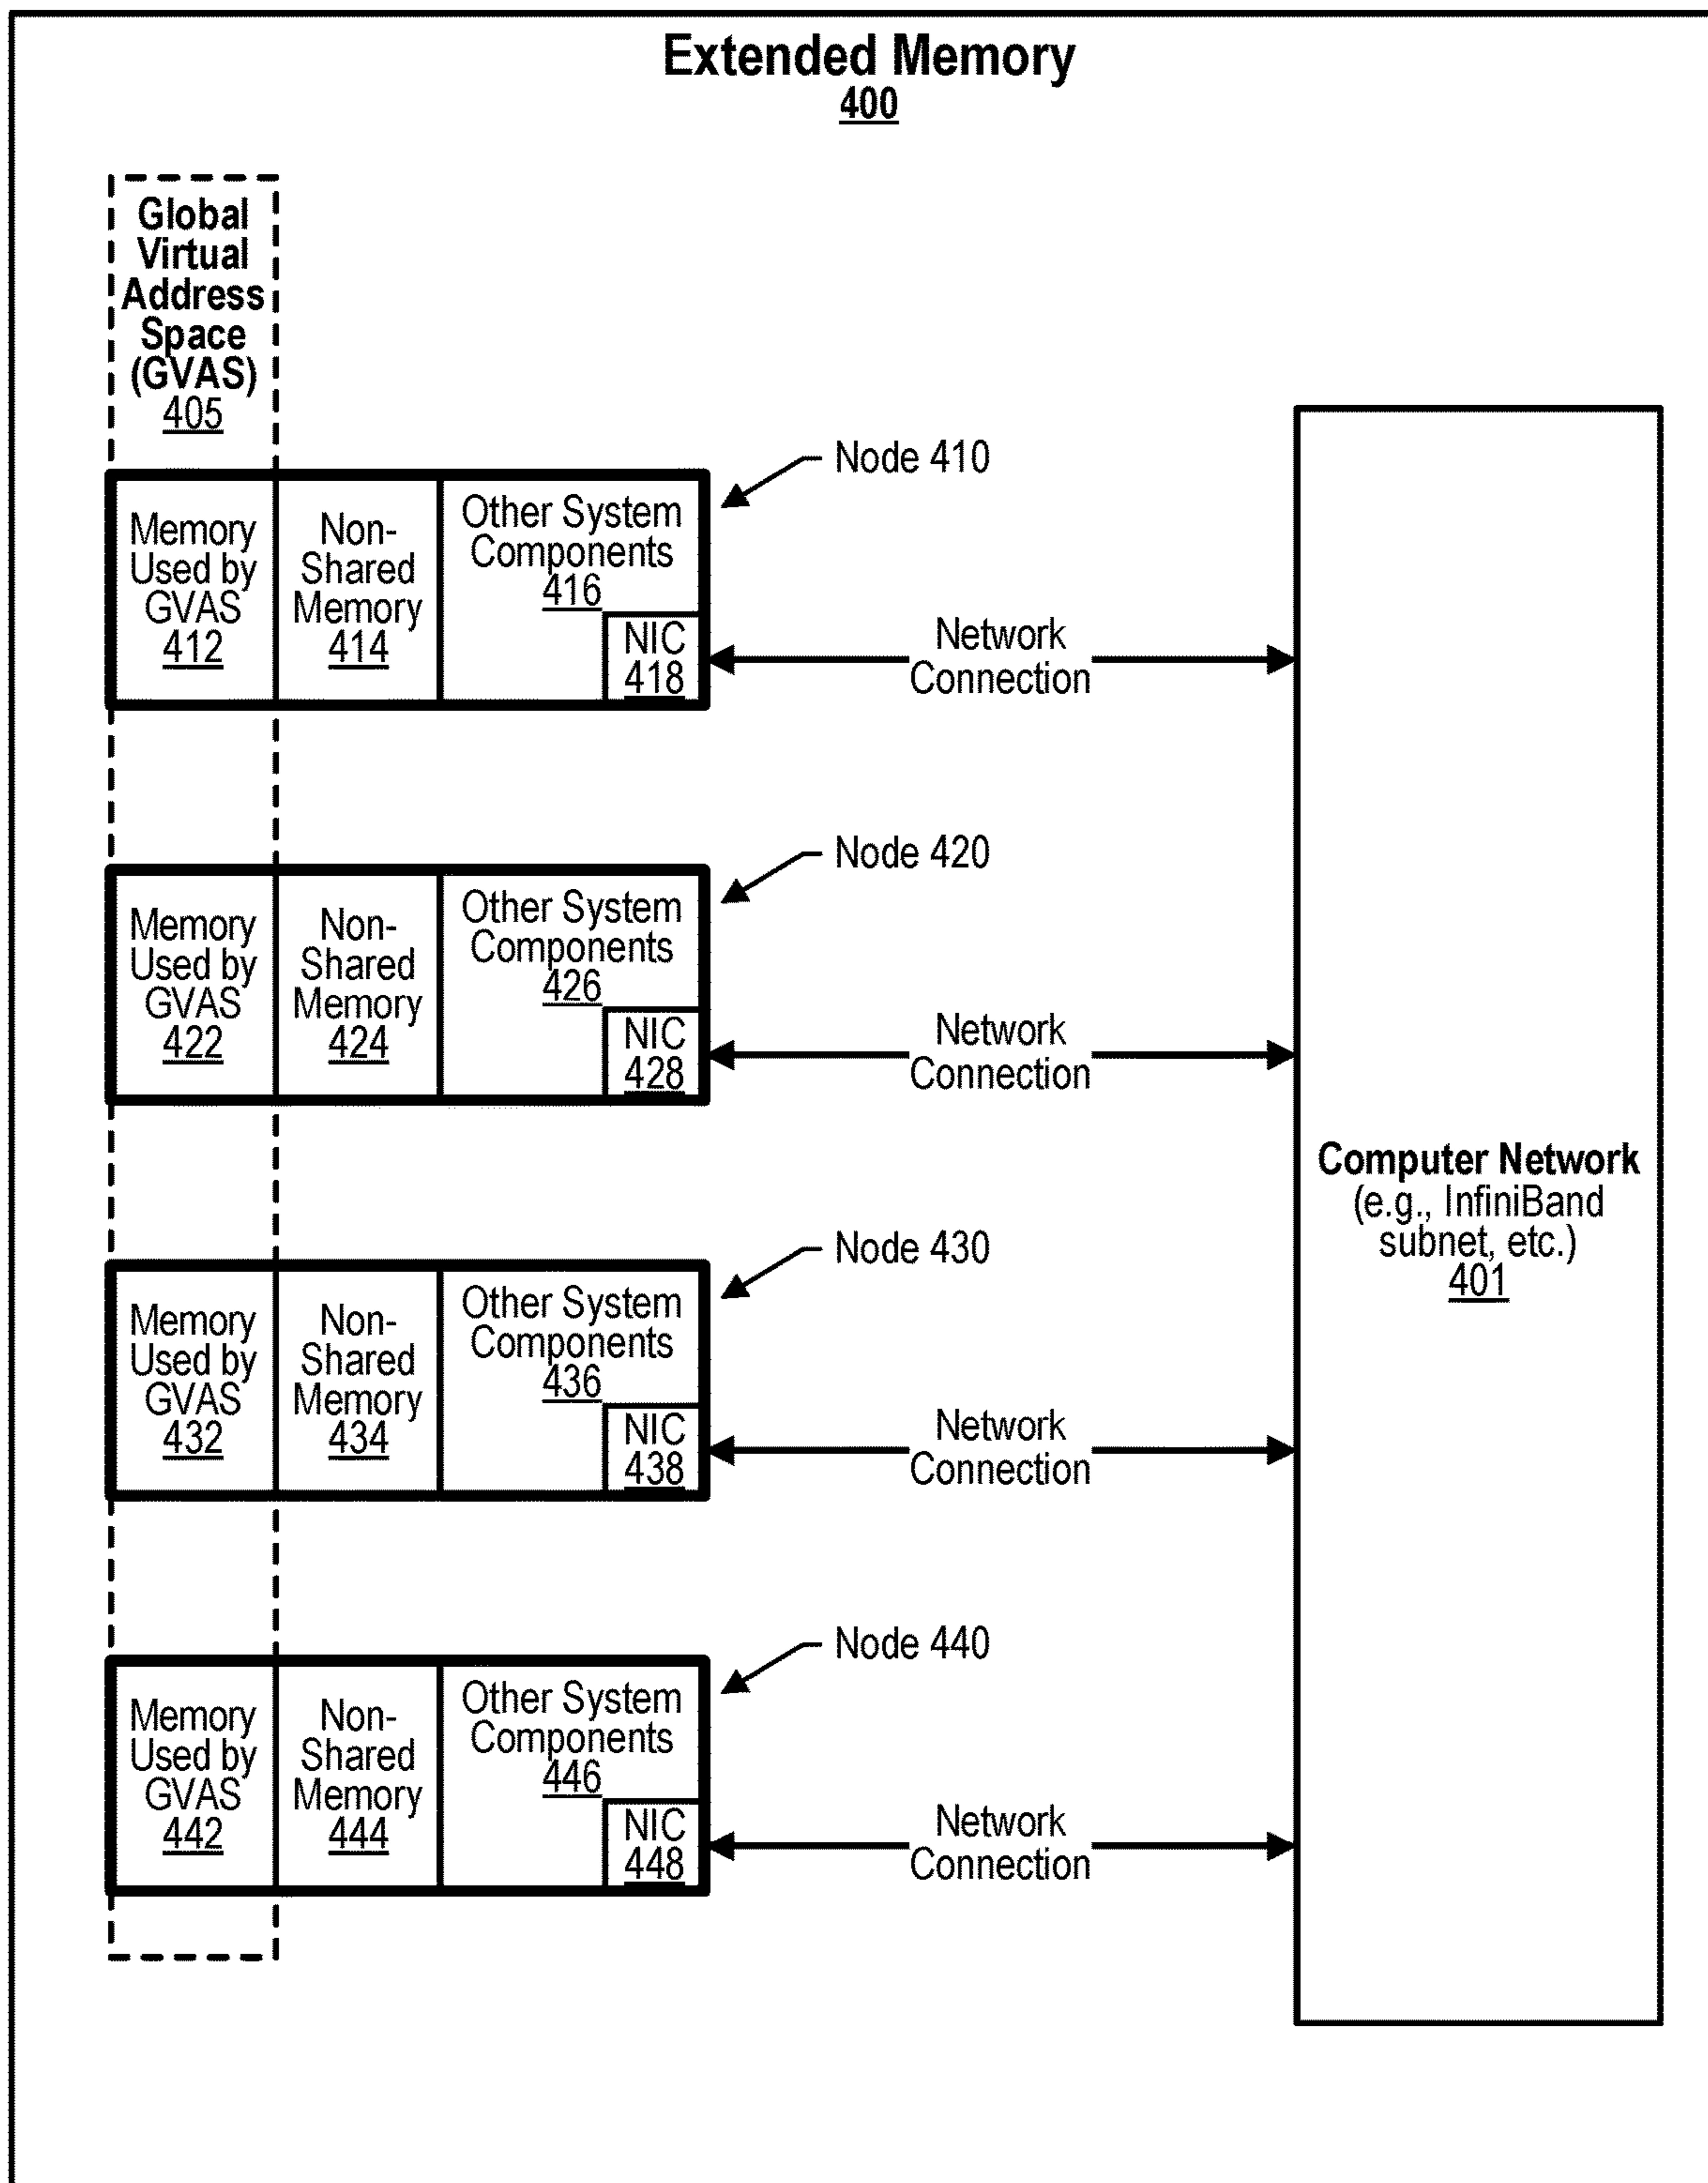 Extended Memory
400
Global
Virtual
Address
Space
(GVAS)
405
Node 410
Memory
Used by
GVAS
412
Non-
Shared
Memory
414
Other System
Components
416
NIC
418
Network
Connection
Node 420
Memory
Used by
GVAS
422
Non-
Shared
Memory
424
Other System
Components
426
NIC
428
Network
Connection
Node 430
Memory
Used by
GVAS
432
Non-
Shared
Memory
434
Other System
Components
436
NIC
438
Network
Connection
Node 440
Memory
Used by
GVAS
442
Non-
Shared
Memory
444
Other System
Components
446
NIC
448
Network
Connection
Computer Network
(e.g., InfiniBand
subnet, etc.)
401